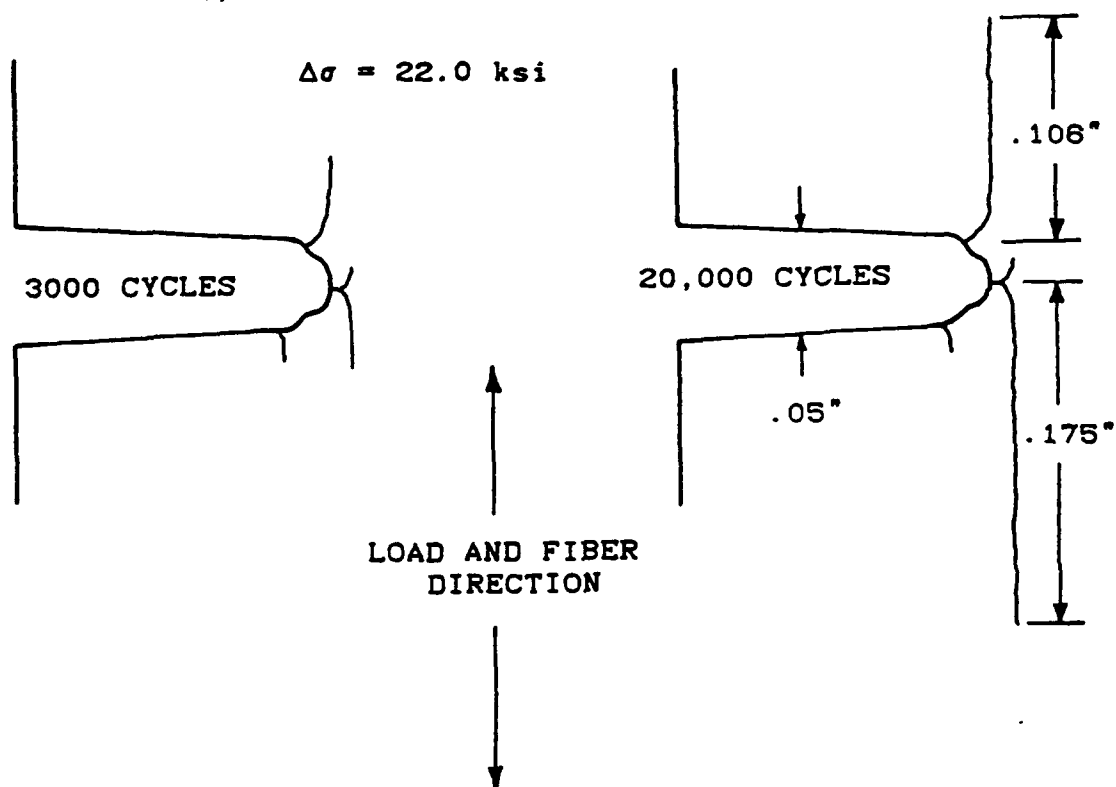 Δσ = 22.0 ksi
.106"
3000 CYCLES
20,000 CYCLES
.05"
.175"
LOAD AND FIBER
DIRECTION